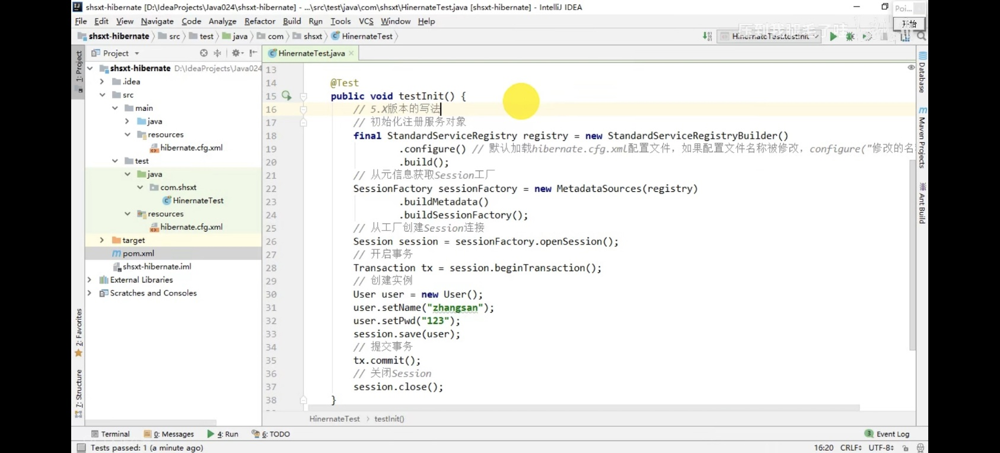 shsxt-hibernate [D:\IdeaProjects\Java024\shsxt-hibernate] - ...\src\test\java\com\shsxt\HinernateTest.java [shsxt-hibernate] - IntelliJ IDEA
Poi...
File Edit View Navigate Code Analyze Refactor Build Run Tools VCS Window Help
开始
shsxt-hibernate src test java com shsxt HinernateTest
HinernateTest.testInit
Project
HinernateTest.java
1: Project
shsxt-hibernate D:\IdeaProjects\Java024
.idea
src
main
java
resources
hibernate.cfg.xml
test
java
com.shsxt
HinernateTest
resources
hibernate.cfg.xml
target
pom.xml
shsxt-hibernate.iml
External Libraries
Scratches and Consoles
2: Favorites
7: Structure
13
14 @Test
15 public void testInit() {
16 // 5.X版本的写法
17 // 初始化注册服务对象
18 final StandardServiceRegistry registry = new StandardServiceRegistryBuilder()
19 .configure() // 默认加载hibernate.cfg.xml配置文件，如果配置文件名称被修改，configure("修改的名
20 .build();
21 // 从元信息获取Session工厂
22 SessionFactory sessionFactory = new MetadataSources(registry)
23 .buildMetadata()
24 .buildSessionFactory();
25 // 从工厂创建Session连接
26 Session session = sessionFactory.openSession();
27 // 开启事务
28 Transaction tx = session.beginTransaction();
29 // 创建实例
30 User user = new User();
31 user.setName("zhangsan");
32 user.setPwd("123");
33 session.save(user);
34 // 提交事务
35 tx.commit();
36 // 关闭Session
37 session.close();
38 }
Database
Maven Projects
Ant Build
HinernateTest testInit()
Terminal 0: Messages 4: Run 6: TODO
3 Event Log
Tests passed: 1 (a minute ago)
16:20 CRLF UTF-8